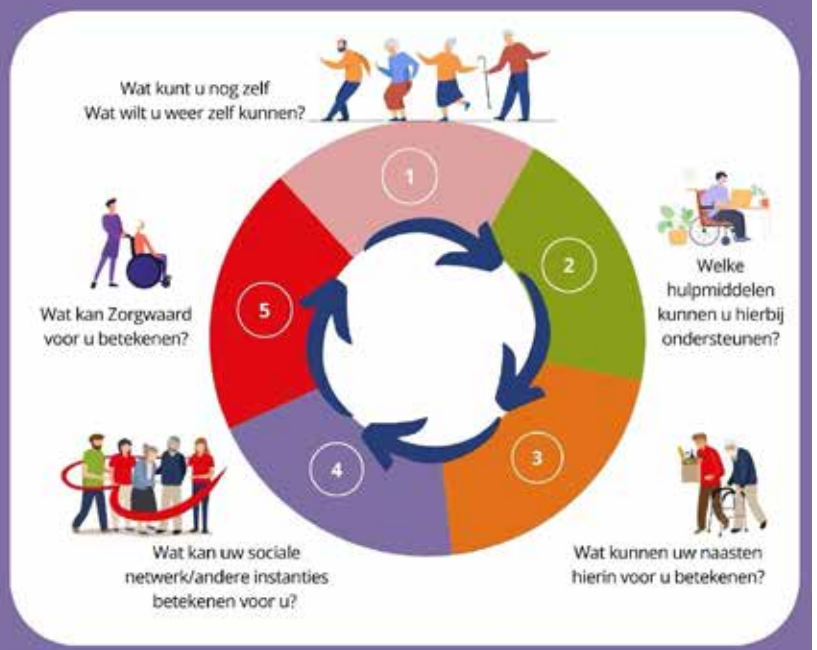 Wat kunt u nog zelf
Wat wilt u weer zelf kunnen?
1
2
Welke
hulpmiddelen
kunnen u hierbij
ondersteunen?
3
Wat kunnen uw naasten
hierin voor u betekenen?
4
Wat kan uw sociale
netwerk/andere instanties
betekenen voor u?
5
Wat kan Zorgwaard
voor u betekenen?